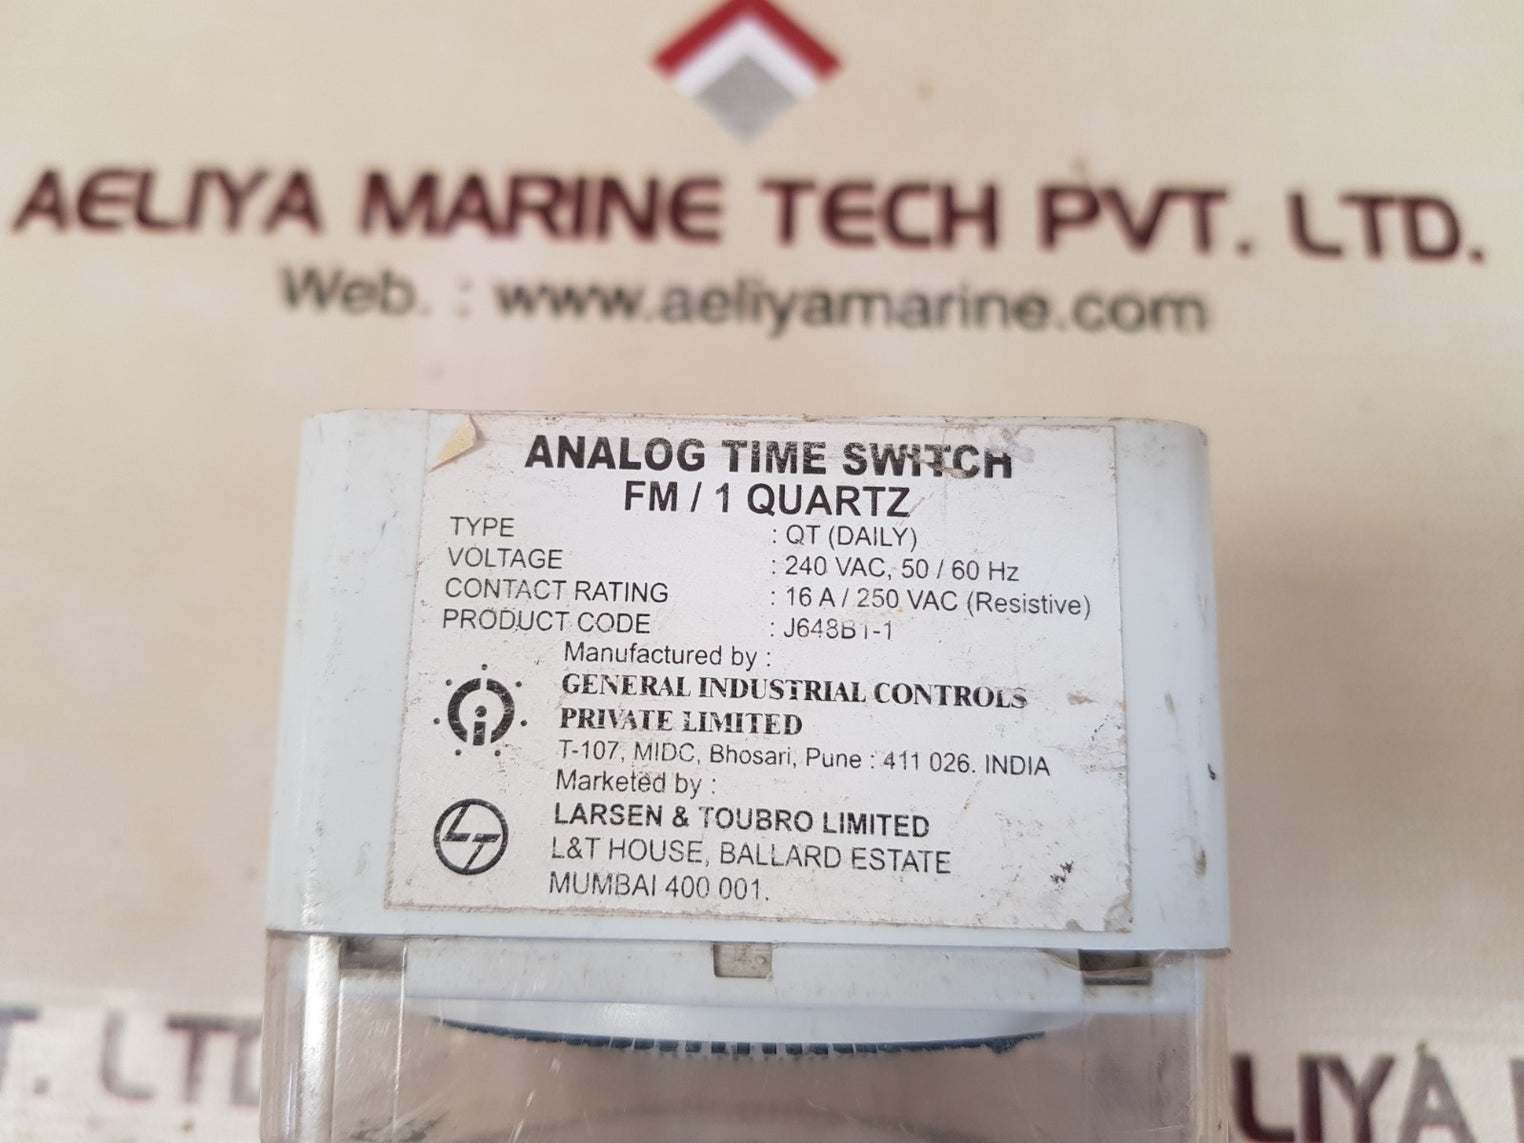 AELIYA MARINE TECH PVT. LTD.
Web. : www.aeliyamarine.com
ANALOG TIME SWITCH
FM / 1 QUARTZ
TYPE : QT (DAILY)
VOLTAGE : 240 VAC, 50 / 60 Hz
CONTACT RATING : 16 A / 250 VAC (Resistive)
PRODUCT CODE : J648B1-1
Manufactured by :
GENERAL INDUSTRIAL CONTROLS
PRIVATE LIMITED
T-107, MIDC, Bhosari, Pune : 411 026. INDIA
Marketed by :
LT
LARSEN & TOUBRO LIMITED
L&T HOUSE, BALLARD ESTATE
MUMBAI 400 001.
T. LTD
LIYA